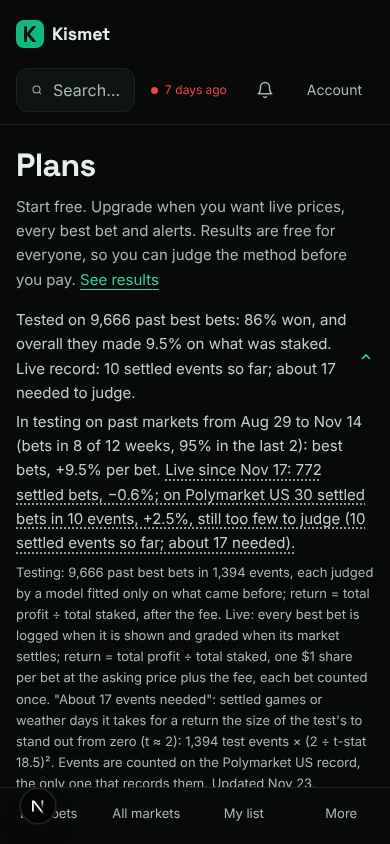 K Kismet
Search...
7 days ago
Account
Plans
Start free. Upgrade when you want live prices,
every best bet and alerts. Results are free for
everyone, so you can judge the method before
you pay. See results
Tested on 9,666 past best bets: 86% won, and
overall they made 9.5% on what was staked.
Live record: 10 settled events so far; about 17
needed to judge.
In testing on past markets from Aug 29 to Nov 14
(bets in 8 of 12 weeks, 95% in the last 2): best
bets, +9.5% per bet. Live since Nov 17: 772
settled bets, −0.6%; on Polymarket US 30 settled
bets in 10 events, +2.5%, still too few to judge (10
settled events so far; about 17 needed).
Testing: 9,666 past best bets in 1,394 events, each judged
by a model fitted only on what came before; return = total
profit ÷ total staked, after the fee. Live: every best bet is
logged when it is shown and graded when its market
settles; return = total profit ÷ total staked, one $1 share
per bet at the asking price plus the fee, each bet counted
once. "About 17 events needed": settled games or
weather days it takes for a return the size of the test's to
stand out from zero (t ≈ 2): 1,394 test events × (2 ÷ t-stat
18.5)². Events are counted on the Polymarket US record,
the only one that records them. Updated Nov 23.
N
bets
All markets
My list
More